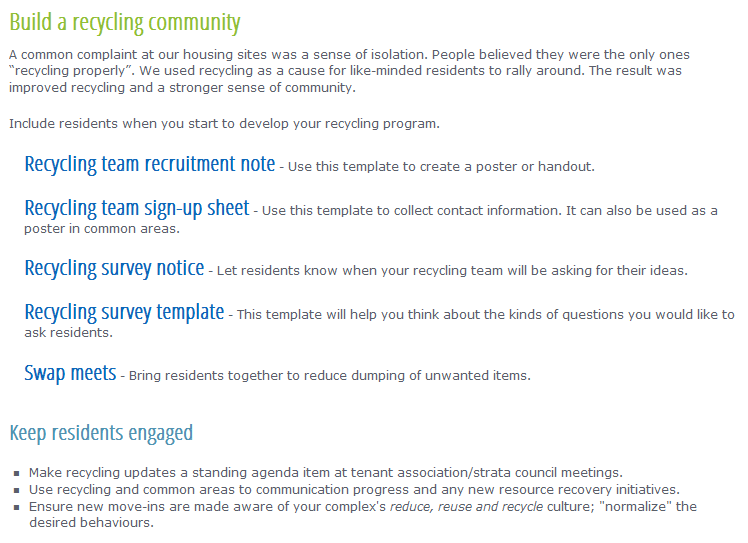 Build a recycling community
A common complaint at our housing sites was a sense of isolation. People believed they were the only ones
“recycling properly”. We used recycling as a cause for like-minded residents to rally around. The result was
improved recycling and a stronger sense of community.
Include residents when you start to develop your recycling program.
Recycling team recruitment note - Use this template to create a poster or handout.
Recycling team sign-up sheet - Use this template to collect contact information. It can also be used as a
poster in common areas.
Recycling survey notice - Let residents know when your recycling team will be asking for their ideas.
Recycling survey template - This template will help you think about the kinds of questions you would like to
ask residents.
Swap meets - Bring residents together to reduce dumping of unwanted items.
Keep residents engaged
▪ Make recycling updates a standing agenda item at tenant association/strata council meetings.
▪ Use recycling and common areas to communication progress and any new resource recovery initiatives.
▪ Ensure new move-ins are made aware of your complex's reduce, reuse and recycle culture; "normalize" the
desired behaviours.